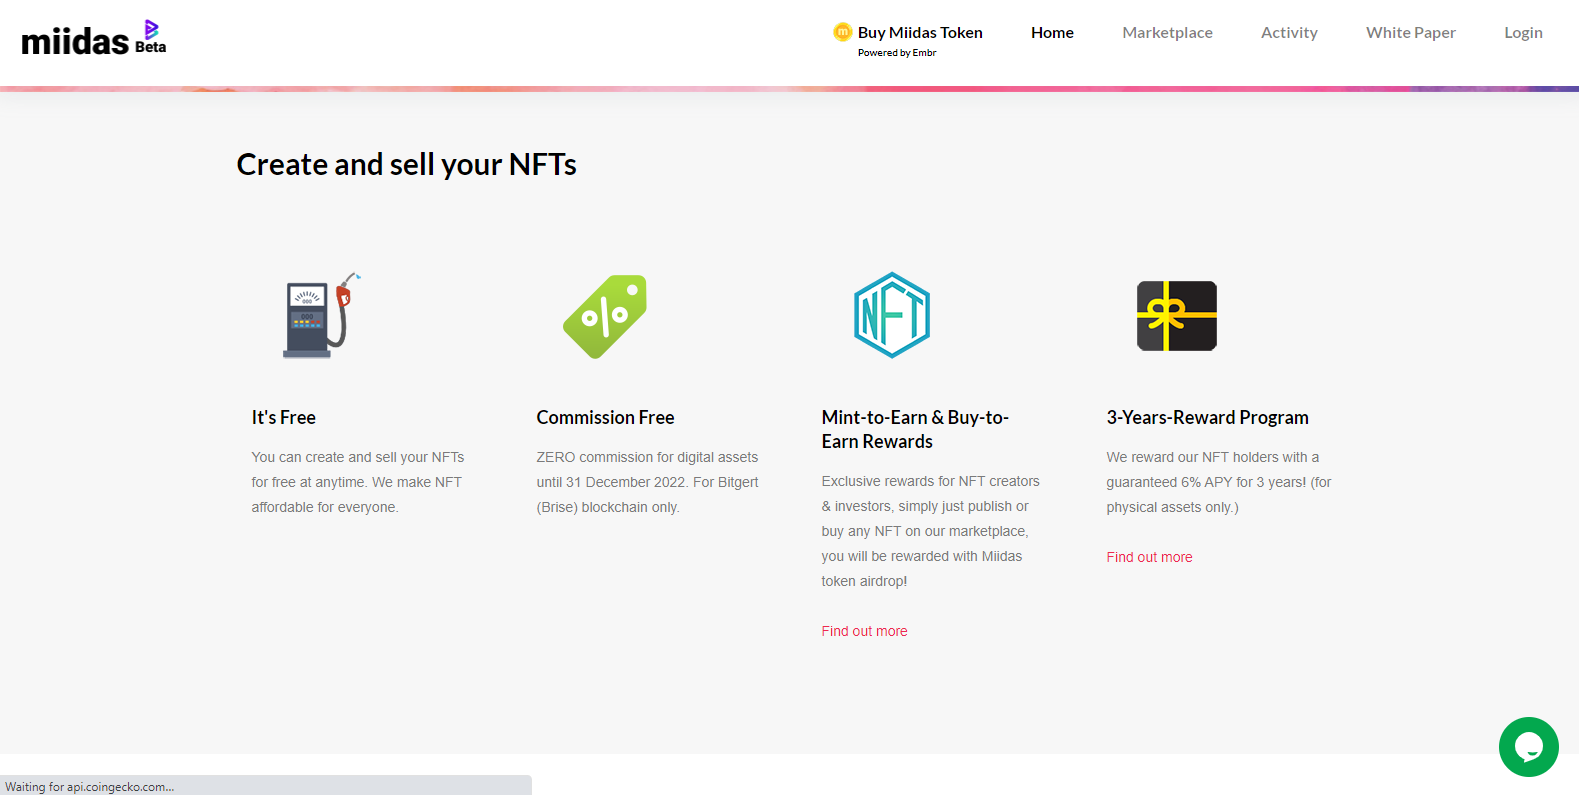 miidas Beta
m Buy Miidas Token
Powered by Embr
Home
Marketplace
Activity
White Paper
Login
Create and sell your NFTs
000
000
%
NFT
It's Free
You can create and sell your NFTs
for free at anytime. We make NFT
affordable for everyone.
Commission Free
ZERO commission for digital assets
until 31 December 2022. For Bitgert
(Brise) blockchain only.
Mint-to-Earn & Buy-to-
Earn Rewards
Exclusive rewards for NFT creators
& investors, simply just publish or
buy any NFT on our marketplace,
you will be rewarded with Miidas
token airdrop!
Find out more
3-Years-Reward Program
We reward our NFT holders with a
guaranteed 6% APY for 3 years! (for
physical assets only.)
Find out more
Waiting for api.coingecko.com...